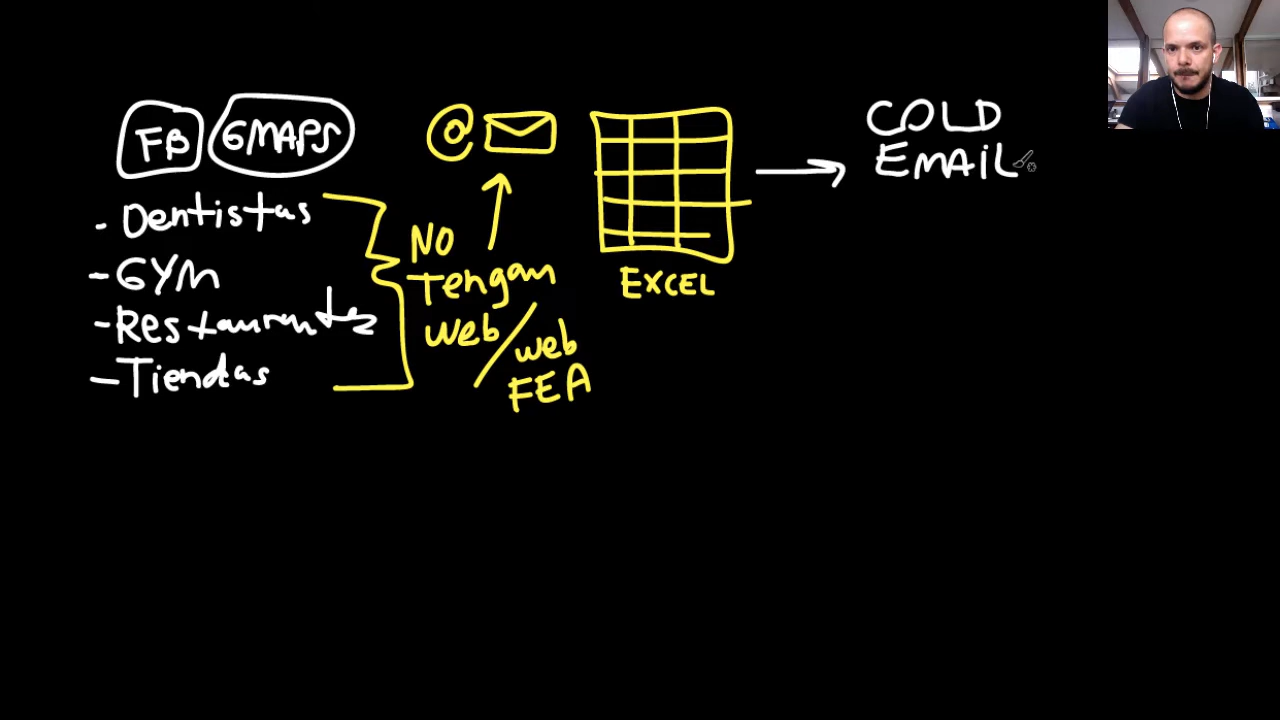 FB GMAPS
- Dentistas
- GYM
- Restaurantes
- Tiendas
@
NO
Tengan
web / web
FEA
EXCEL
COLD
EMAIL